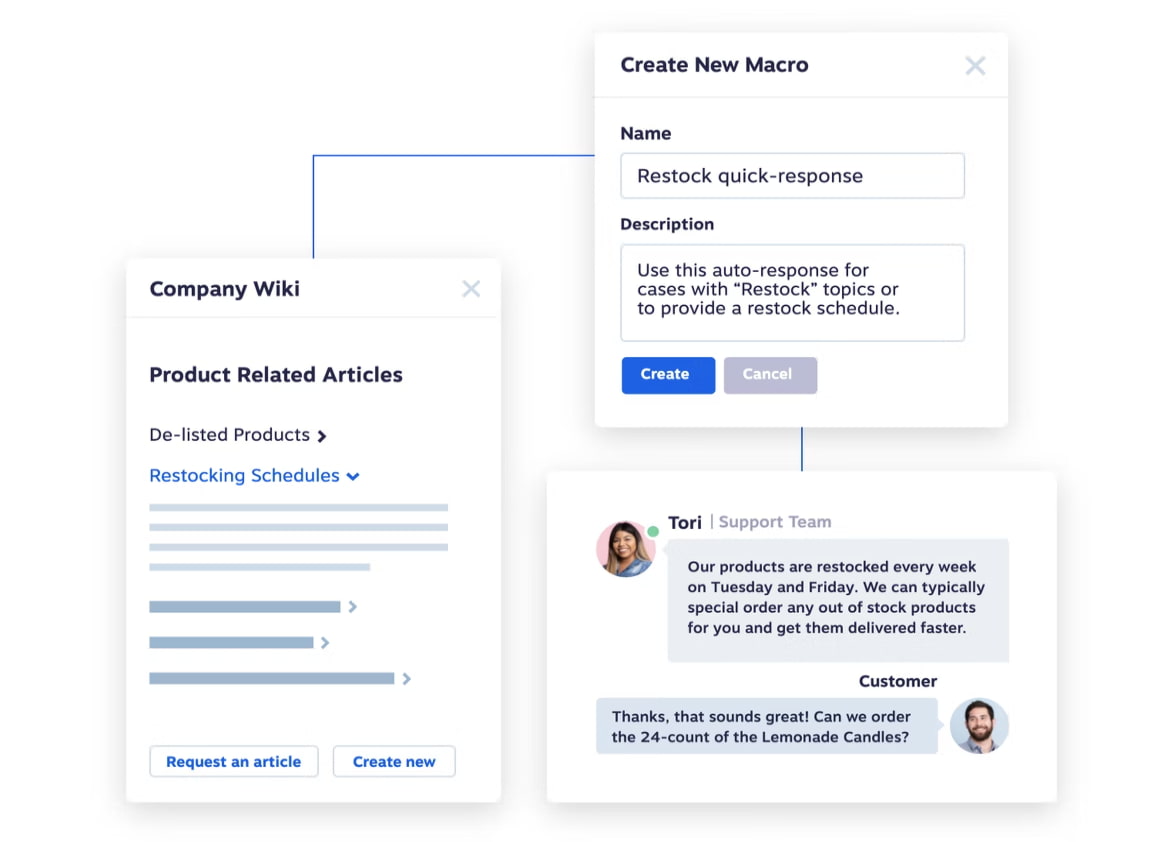 Create New Macro
Name
Restock quick-response
Description
Use this auto-response for
cases with “Restock” topics or
to provide a restock schedule.
Create
Cancel
Company Wiki
Product Related Articles
De-listed Products
Restocking Schedules
Request an article
Create new
Tori | Support Team
Our products are restocked every week
on Tuesday and Friday. We can typically
special order any out of stock products
for you and get them delivered faster.
Customer
Thanks, that sounds great! Can we order
the 24-count of the Lemonade Candles?